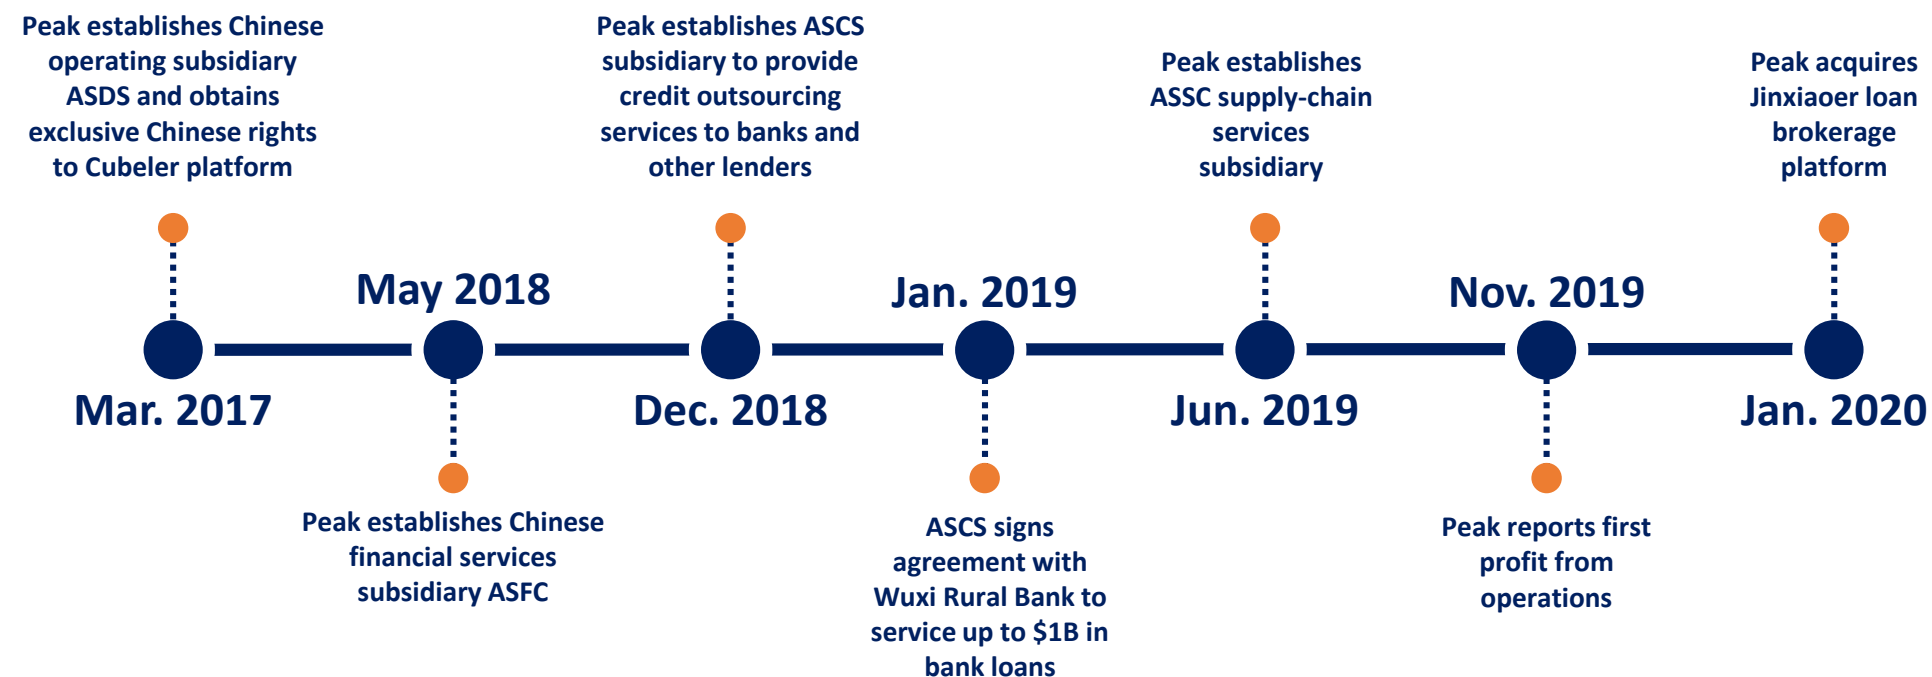 Peak establishes Chinese
operating subsidiary
ASDS and obtains
exclusive Chinese rights
to Cubeler platform
Mar. 2017
May 2018
Peak establishes Chinese
financial services
subsidiary ASFC
Peak establishes ASCS
subsidiary to provide
credit outsourcing
services to banks and
other lenders
Dec. 2018
Jan. 2019
ASCS signs
agreement with
Wuxi Rural Bank to
service up to $1B in
bank loans
Peak establishes
ASSC supply-chain
services
subsidiary
Jun. 2019
Nov. 2019
Peak reports first
profit from
operations
Peak acquires
Jinxiaoer loan
brokerage
platform
Jan. 2020